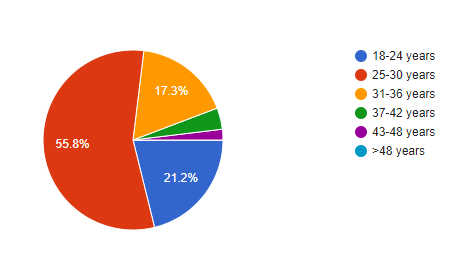 18-24 years
25-30 years
31-36 years
37-42 years
43-48 years
>48 years
17.3%
55.8%
21.2%